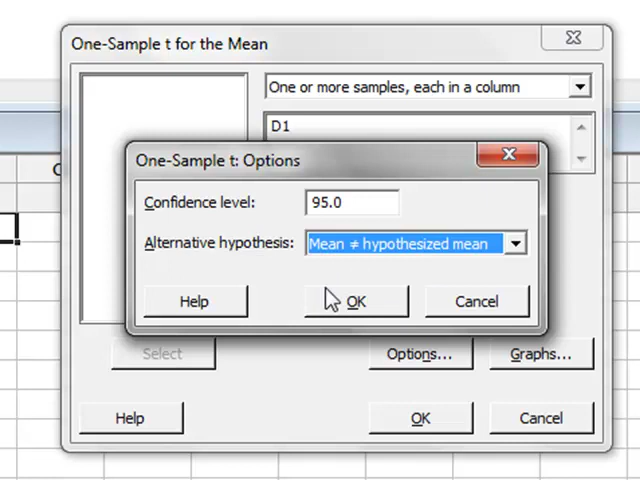 One-Sample t for the Mean
One or more samples, each in a column
D1
One-Sample t: Options
Confidence level: 95.0
Alternative hypothesis: Mean ≠ hypothesized mean
Help OK Cancel
Select Options... Graphs...
Help OK Cancel